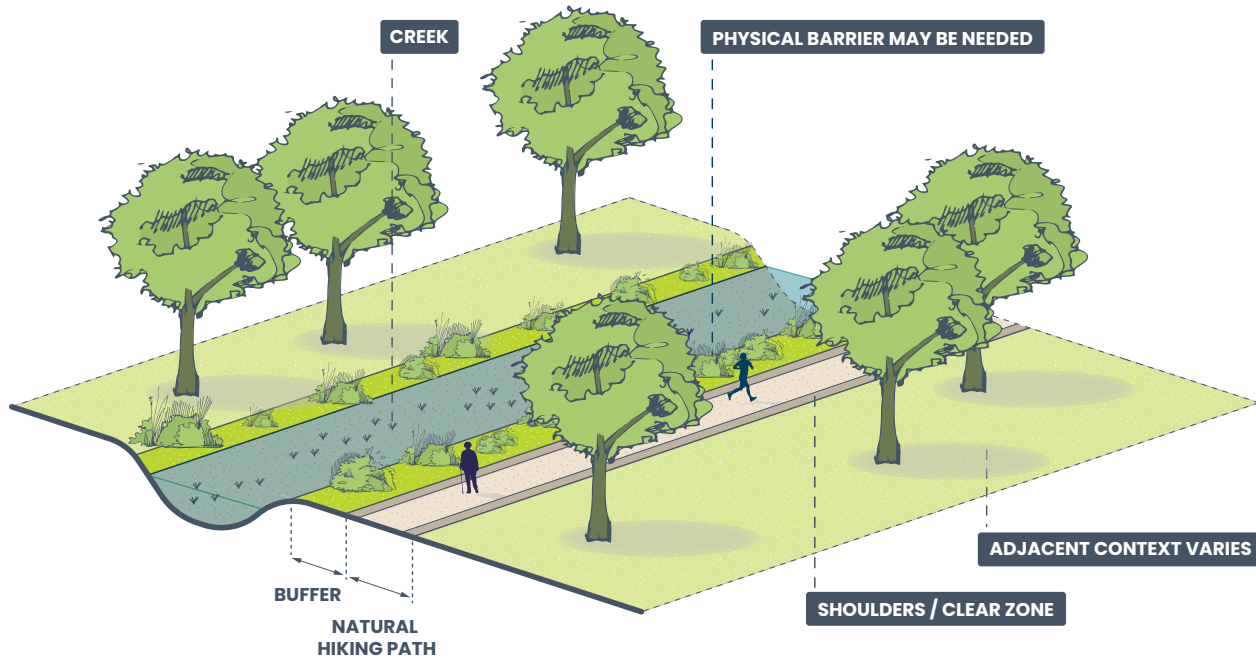 CREEK
PHYSICAL BARRIER MAY BE NEEDED
ADJACENT CONTEXT VARIES
BUFFER
SHOULDERS / CLEAR ZONE
NATURAL
HIKING PATH